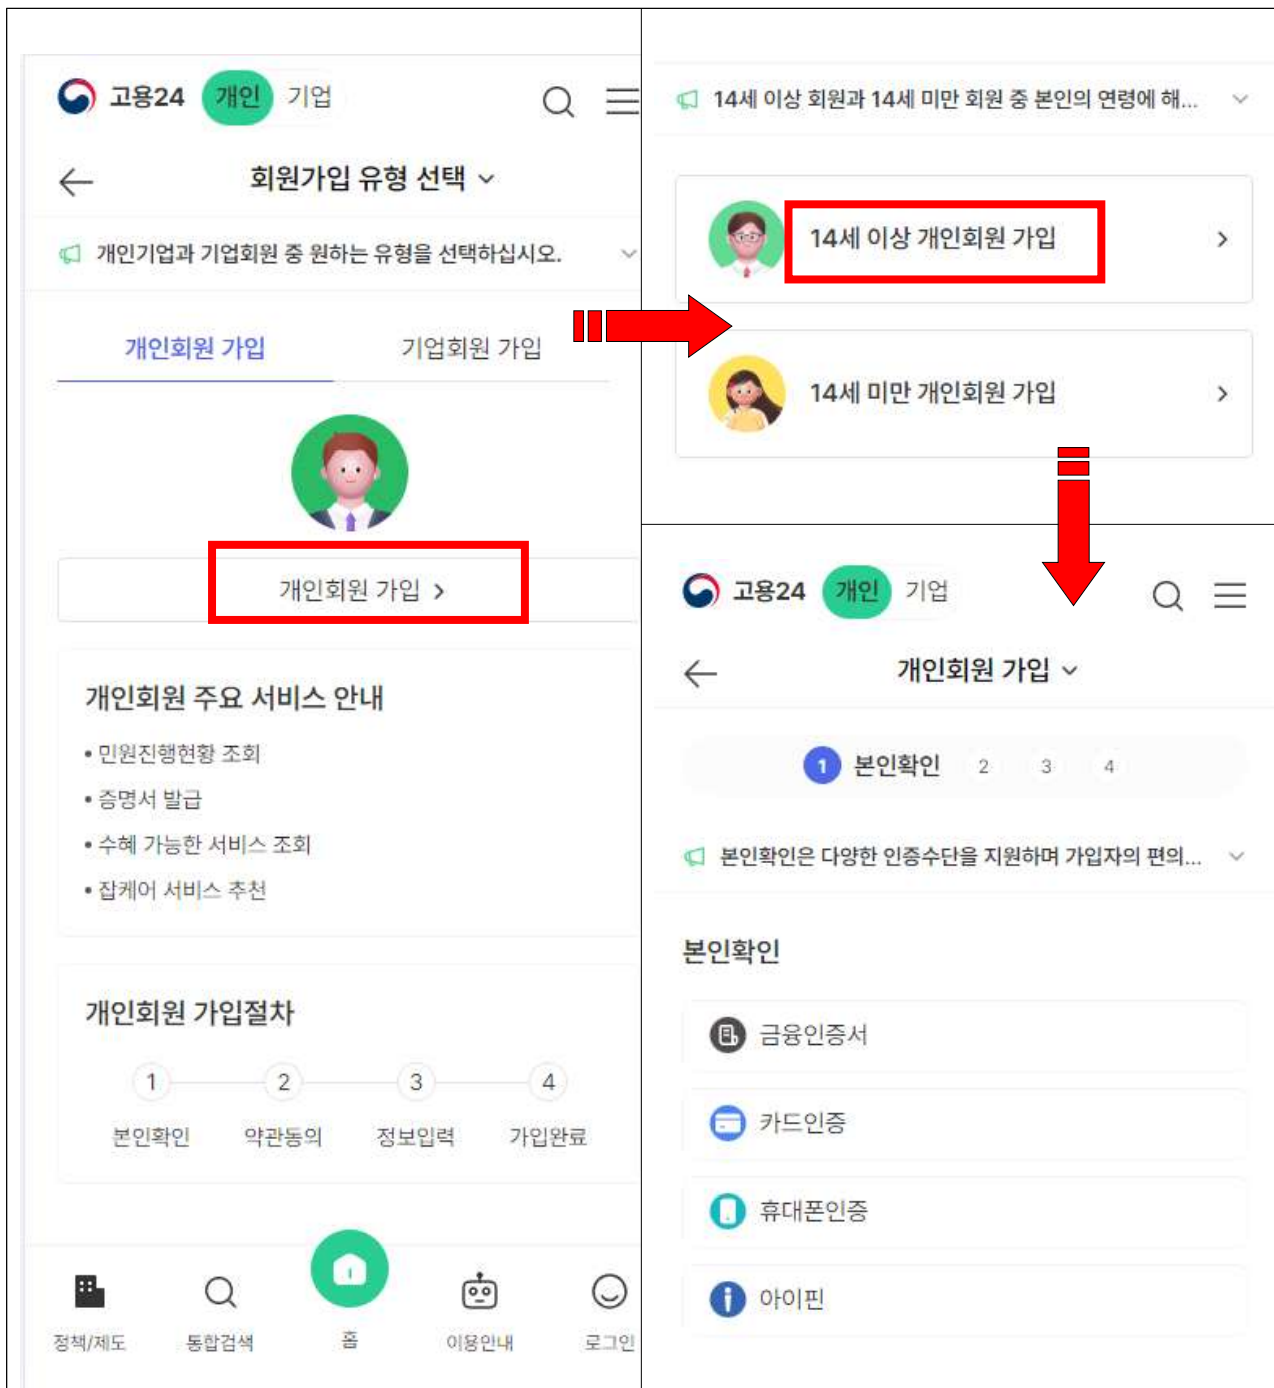 고용24 개인 기업
회원가입 유형 선택
개인기업과 기업회원 중 원하는 유형을 선택하십시오.
개인회원 가입 기업회원 가입
개인회원 가입 >
개인회원 주요 서비스 안내
• 민원진행현황 조회
• 증명서 발급
• 수혜 가능한 서비스 조회
• 잡케어 서비스 추천
개인회원 가입절차
1 2 3 4
본인확인 약관동의 정보입력 가입완료
정책/제도 통합검색 홈 이용안내 로그인
14세 이상 회원과 14세 미만 회원 중 본인의 연령에 해...
14세 이상 개인회원 가입 >
14세 미만 개인회원 가입 >
고용24 개인 기업
개인회원 가입
1 본인확인 2 3 4
본인확인은 다양한 인증수단을 지원하며 가입자의 편의...
본인확인
금융인증서
카드인증
휴대폰인증
아이핀